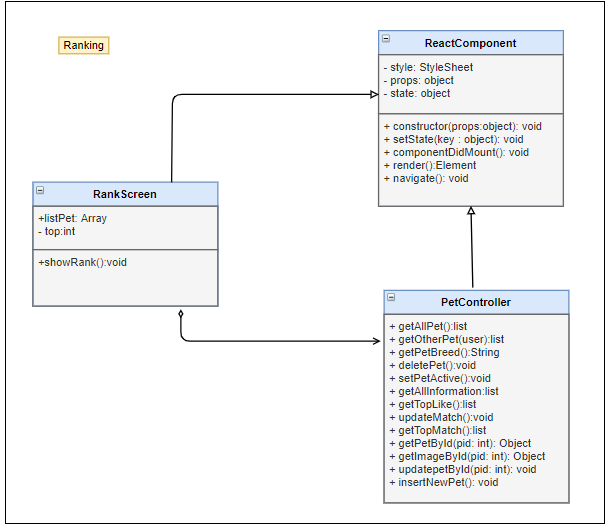 Ranking
ReactComponent
- style: StyleSheet
- props: object
- state: object
+ constructor(props:object): void
+ setState(key : object): void
+ componentDidMount(): void
+ render():Element
+ navigate(): void
RankScreen
+listPet: Array
- top:int
+showRank():void
PetController
+ getAllPet():list
+ getOtherPet(user):list
+ getPetBreed():String
+ deletePet():void
+ setPetActive():void
+ getAllInformation:list
+ getTopLike():list
+ updateMatch():void
+ getTopMatch():list
+ getPetById(pid: int): Object
+ getImageById(pid: int): Object
+ updatepetById(pid: int): void
+ insertNewPet(): void